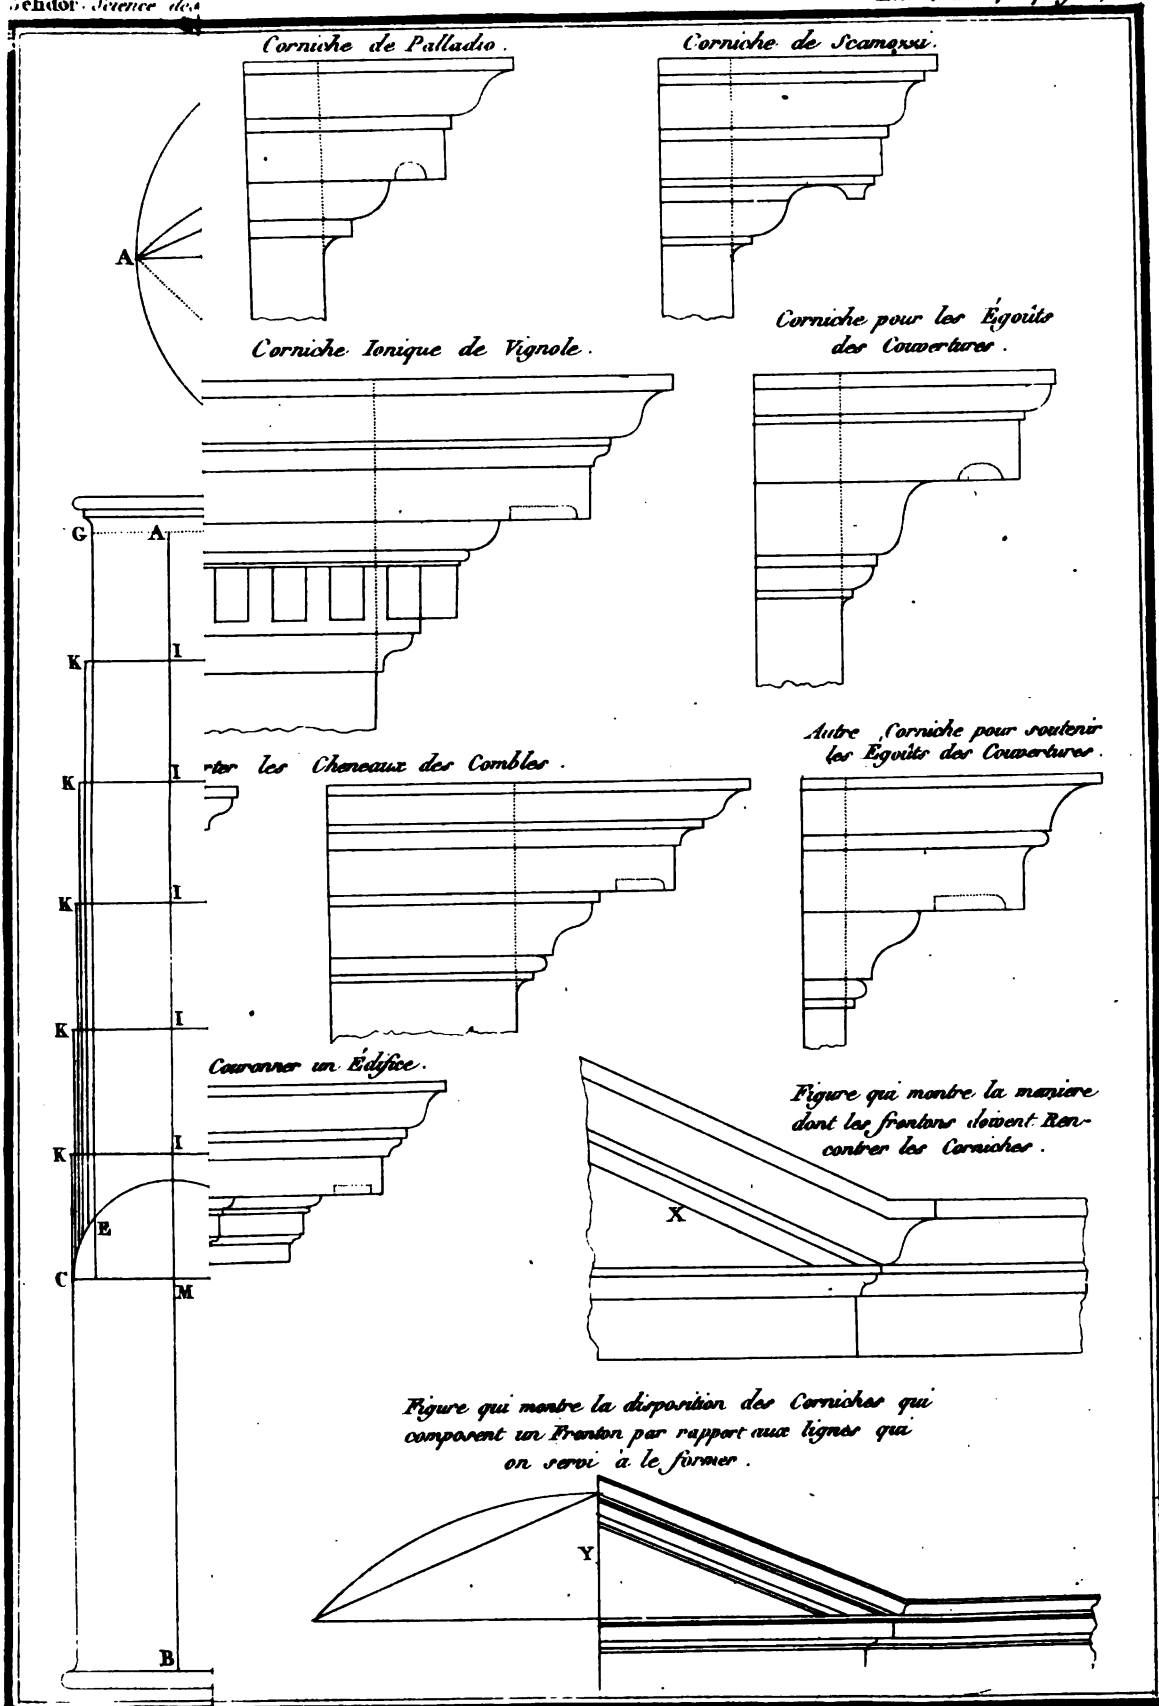 Science des
Corniche de Palladio.
Corniche de Scamozzi.
A
Corniche pour les Égoûts
des Couvertures.
Corniche Ionique de Vignole.
G A
K I
Autre Corniche pour soutenir
les Égoûts des Couvertures.
les Cheneaux des Combles.
K I
K I
K I
Couronner un Édifice.
Figure qui montre la maniere
dont les frontons doivent Ren-
contrer les Corniches.
K I
X
E
C
M
Figure qui montre la disposition des Corniches qui
composent un Fronton par rapport aux lignes qui
on servi à le former.
Y
B